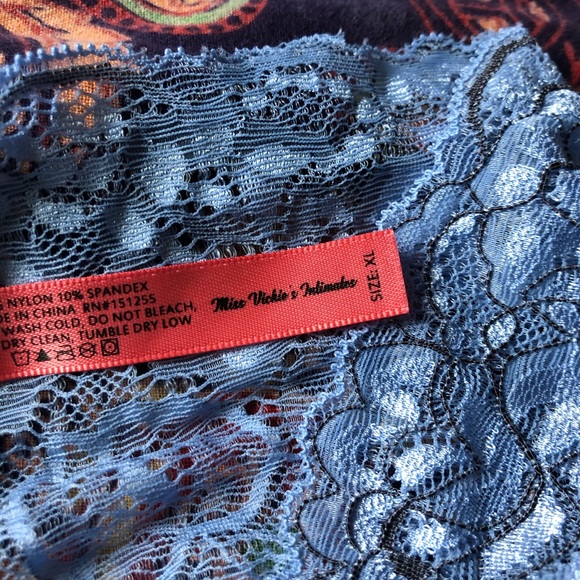 NYLON 10% SPANDEX
IN CHINA RN#151255
WASH COLD, DO NOT BLEACH,
DRY CLEAN, TUMBLE DRY LOW
Miss Vickie's Intimates
SIZE: XL